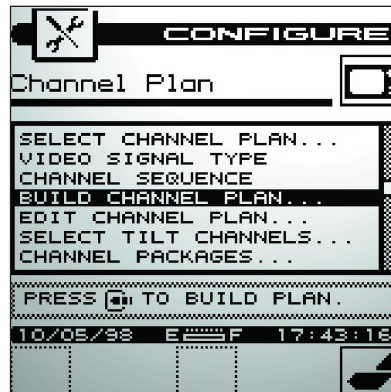 CONFIGURE
Channel Plan
SELECT CHANNEL PLAN...
VIDEO SIGNAL TYPE
CHANNEL SEQUENCE
BUILD CHANNEL PLAN...
EDIT CHANNEL PLAN...
SELECT TILT CHANNELS...
CHANNEL PACKAGES...
PRESS TO BUILD PLAN.
10/05/98 E F 17:43:16